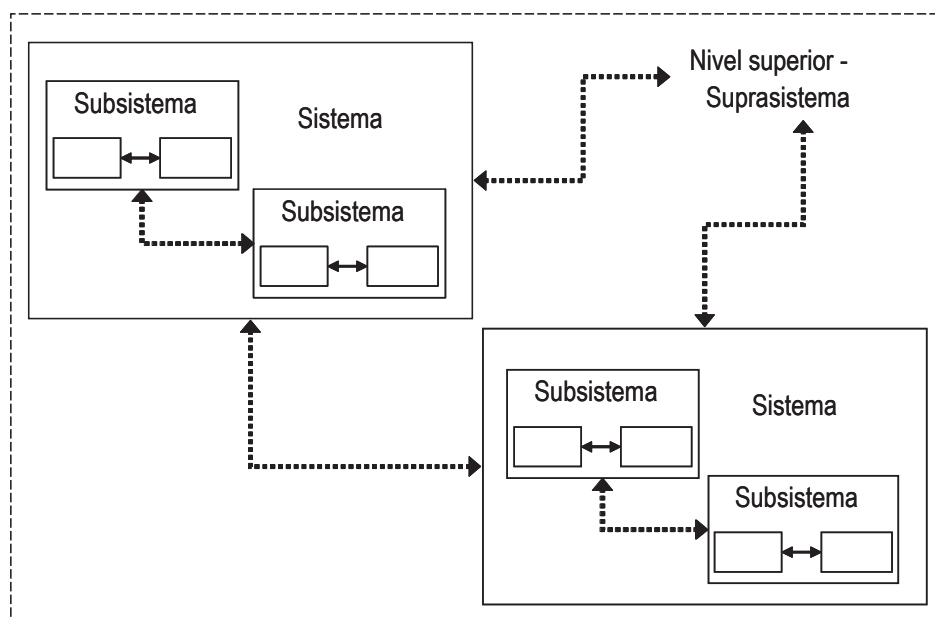 Nivel superior -
Suprasistema
Subsistema
Sistema
Subsistema
Subsistema
Sistema
Subsistema